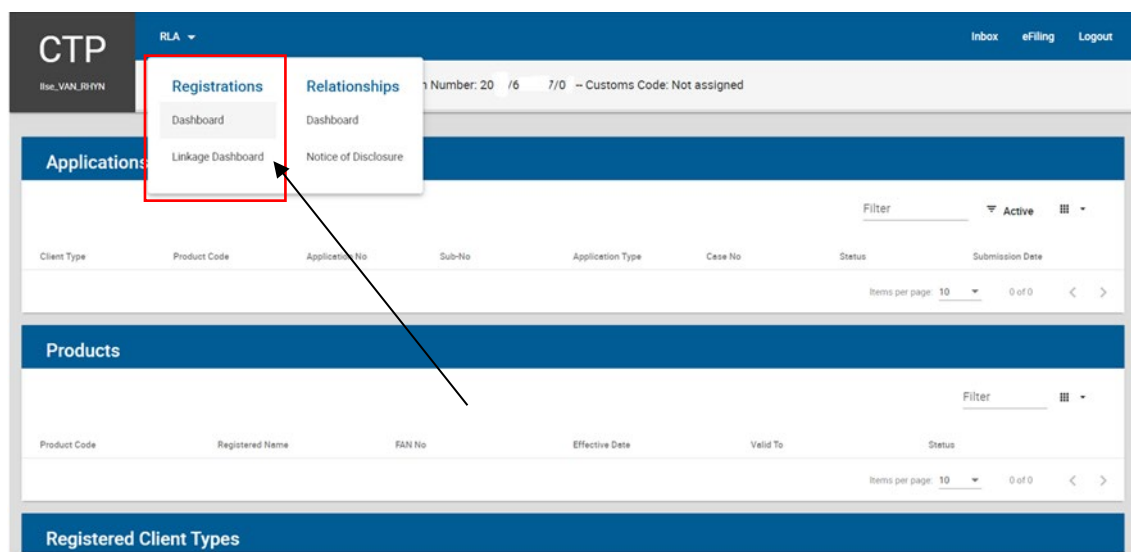 CTP
RLA
Inbox eFiling Logout
Ilse_VAN_RHYN
Registrations Relationships
Number: 20 /6 7/0 – Customs Code: Not assigned
Dashboard Dashboard
Linkage Dashboard Notice of Disclosure
Applications
Filter Active
Client Type Product Code Application No Sub-No Application Type Case No Status Submission Date
Items per page: 10 0 of 0
Products
Filter
Product Code Registered Name FAN No Effective Date Valid To Status
Items per page: 10 0 of 0
Registered Client Types